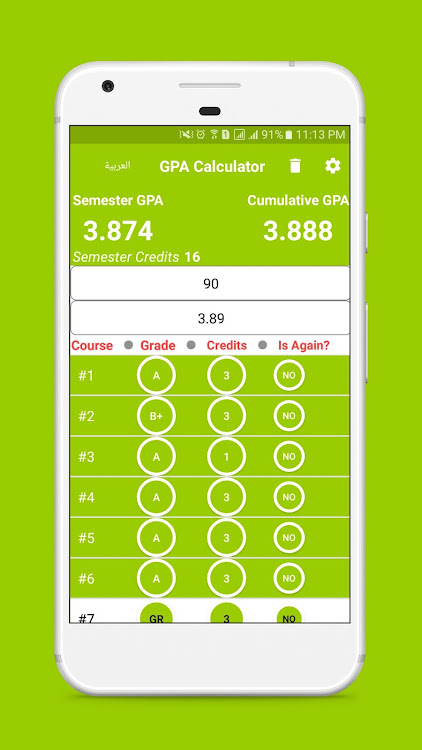 91% 11:13 PM
العربية GPA Calculator
Semester GPA Cumulative GPA
3.874 3.888
Semester Credits 16
90
3.89
Course Grade Credits Is Again?
#1 A 3 NO
#2 B+ 3 NO
#3 A 1 NO
#4 A 3 NO
#5 A 3 NO
#6 A 3 NO
#7 GR 3 NO